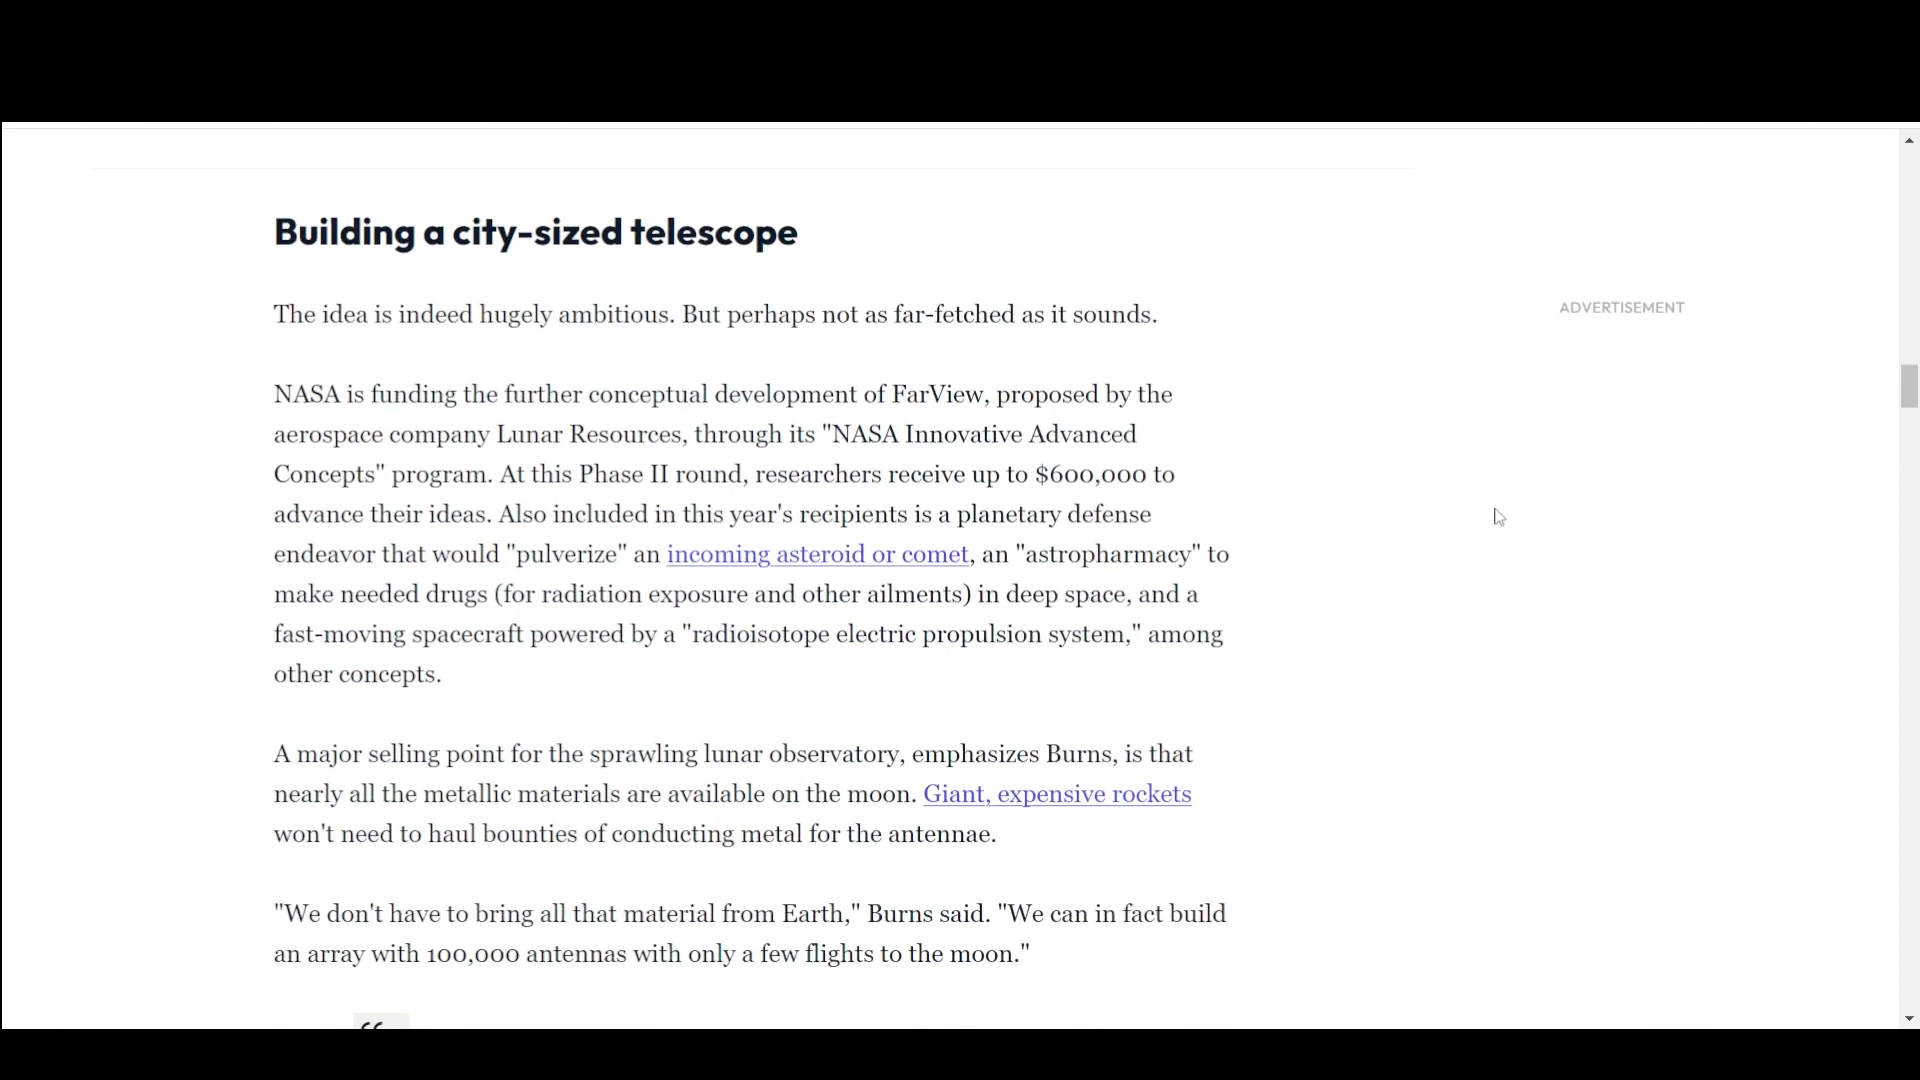 Building a city-sized telescope
The idea is indeed hugely ambitious. But perhaps not as far-fetched as it sounds.
ADVERTISEMENT
NASA is funding the further conceptual development of FarView, proposed by the
aerospace company Lunar Resources, through its "NASA Innovative Advanced
Concepts" program. At this Phase II round, researchers receive up to $600,000 to
advance their ideas. Also included in this year's recipients is a planetary defense
endeavor that would "pulverize" an incoming asteroid or comet, an "astropharmacy" to
make needed drugs (for radiation exposure and other ailments) in deep space, and a
fast-moving spacecraft powered by a "radioisotope electric propulsion system," among
other concepts.
A major selling point for the sprawling lunar observatory, emphasizes Burns, is that
nearly all the metallic materials are available on the moon. Giant, expensive rockets
won't need to haul bounties of conducting metal for the antennae.
"We don't have to bring all that material from Earth," Burns said. "We can in fact build
an array with 100,000 antennas with only a few flights to the moon."